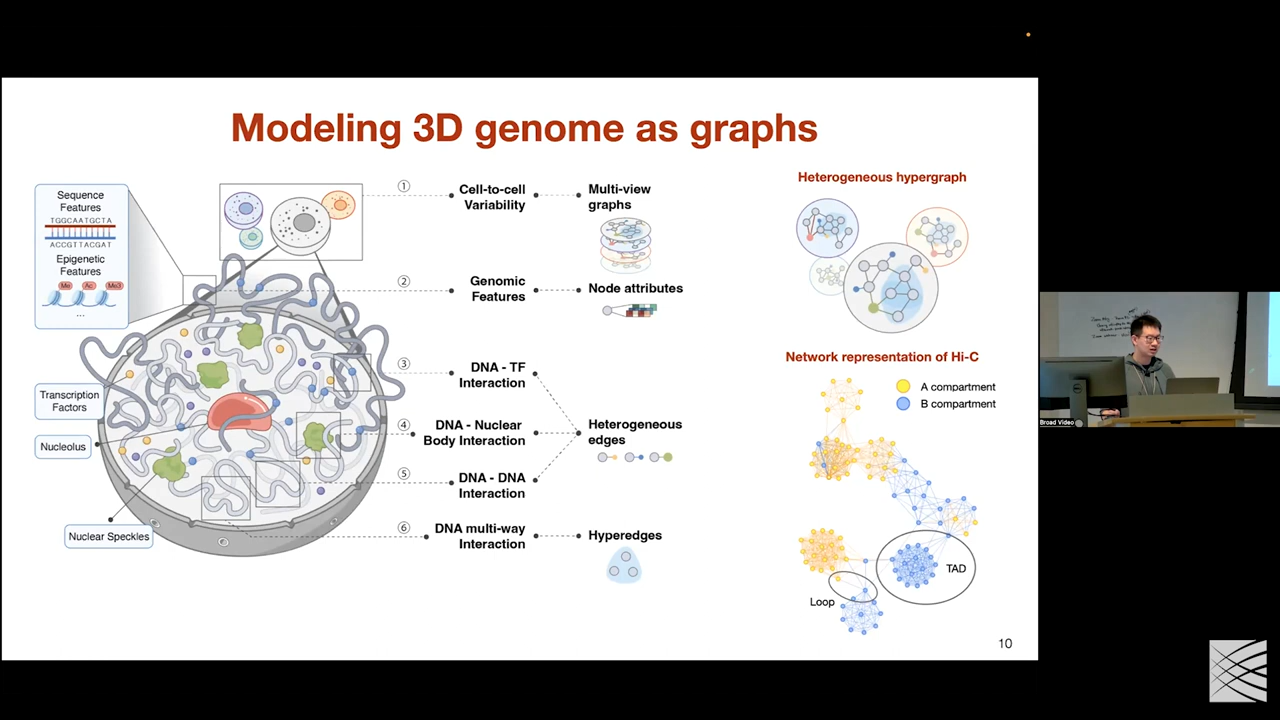 Modeling 3D genome as graphs
Sequence
Features
TGGCAATGCTA
ACCGTTACGAT
Epigenetic
Features
Me
Ac
Me3
...
Transcription
Factors
Nucleolus
Nuclear Speckles
①
Cell-to-cell
Variability
Multi-view
graphs
②
Genomic
Features
Node attributes
③
DNA - TF
Interaction
④
DNA - Nuclear
Body Interaction
Heterogeneous
edges
⑤
DNA - DNA
Interaction
⑥
DNA multi-way
Interaction
Hyperedges
Heterogeneous hypergraph
Network representation of Hi-C
A compartment
B compartment
TAD
Loop
10
Broad Video